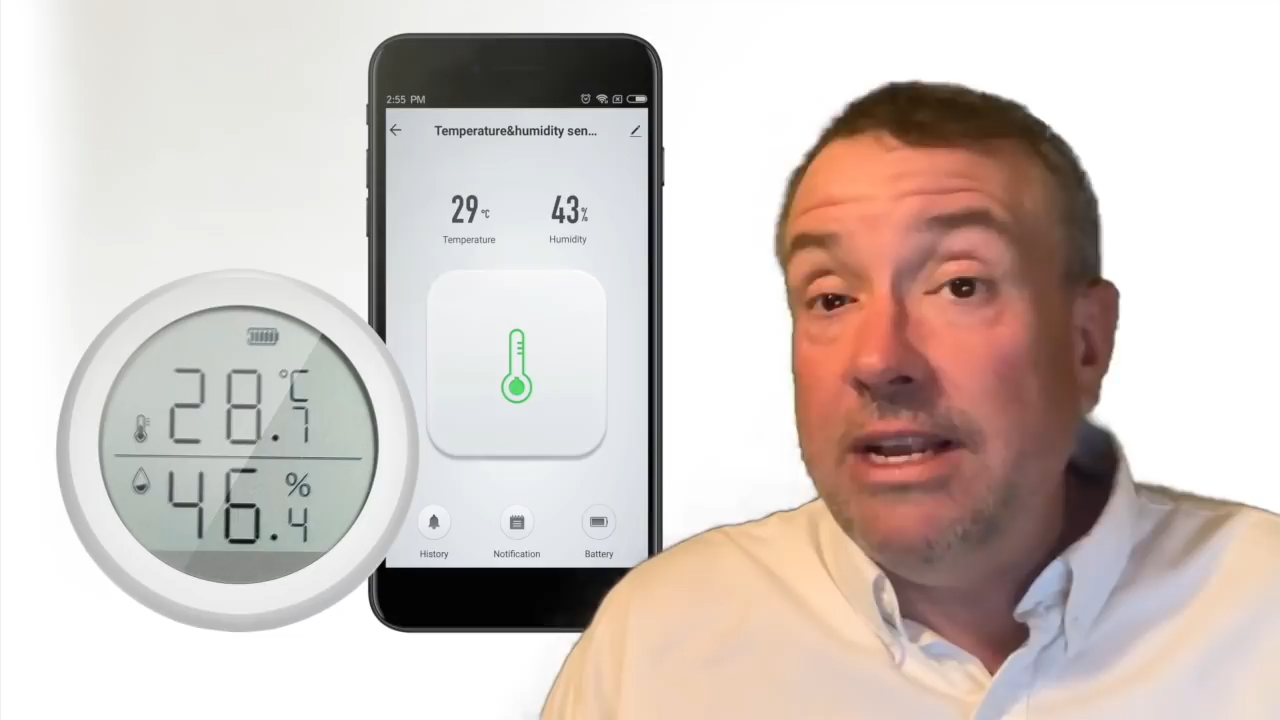 2:55 PM
Temperature&humidity sen...
29°C
43%
Temperature
Humidity
28.7°C
46.4%
History
Notification
Battery